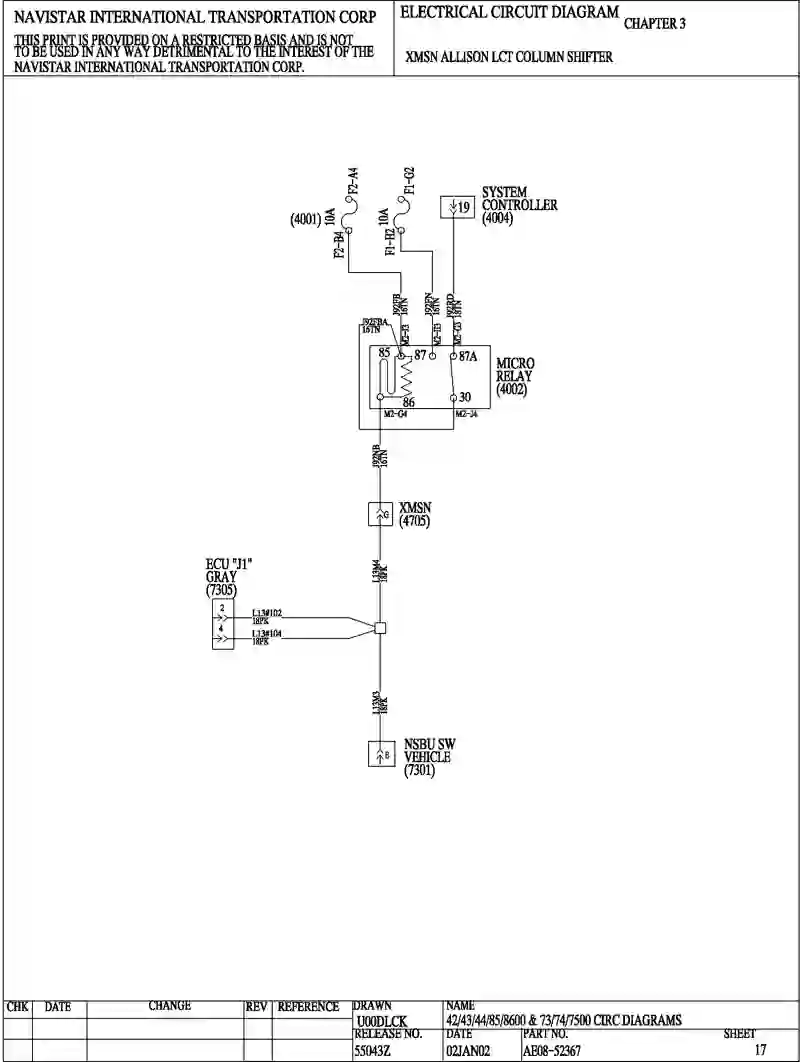 NAVISTAR INTERNATIONAL TRANSPORTATION CORP
THIS PRINT IS PROVIDED ON A RESTRICTED BASIS AND IS NOT
TO BE USED IN ANY WAY DETRIMENTAL TO THE INTEREST OF THE
NAVISTAR INTERNATIONAL TRANSPORTATION CORP.
ELECTRICAL CIRCUIT DIAGRAM
CHAPTER 3
XMSN ALLISON LCT COLUMN SHIFTER
F2-A4
F1-G2
(4001)
10A
10A
F2-B4
F1-H2
19
SYSTEM
CONTROLLER
(4004)
J92FB
16TN
J92FN
16TN
J92RD
18TN
J92FBA
16TN
M2-I3
M2-H3
M2-G3
85
87
87A
86
30
MICRO
RELAY
(4002)
M2-G4
M2-J4
J92NB
16TN
G
XMSN
(4705)
L13M4
18PK
ECU "J1"
GRAY
(7305)
2
4
L13#102
18PK
L13#104
18PK
L13M3
18PK
B
NSBU SW
VEHICLE
(7301)
CHK DATE CHANGE REV REFERENCE
DRAWN
U00DLCK
NAME
42/43/44/85/8600 & 73/74/7500 CIRC DIAGRAMS
RELEASE NO.
55043Z
DATE
02JAN02
PART NO.
AE08-52367
SHEET
17